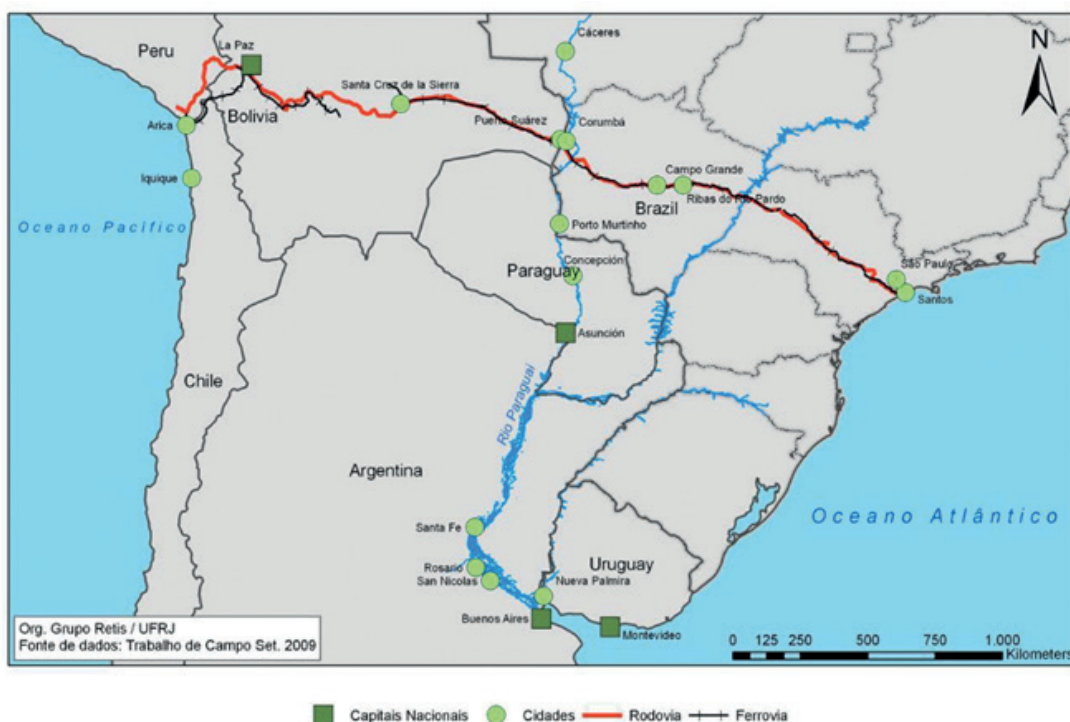 Cáceres
N
La Paz
Peru
Santa Cruz de la Sierra
Bolivia
Puerto Suárez
Corumbá
Arica
Campo Grande
Iquique
Ribas do Rio Pardo
Brazil
Oceano Pacífico
Porto Murtinho
Concepción
Paraguay
São Paulo
Santos
Asunción
Chile
Rio Paraguai
Argentina
Oceano Atlântico
Santa Fe
Uruguay
Rosario
San Nicolas
Nueva Palmira
Buenos Aires
Montevideo
Org. Grupo Retis / UFRJ
Fonte de dados: Trabalho de Campo Set. 2009
0 125 250 500 750 1.000
Kilometers
Capitais Nacionais Cidades Rodovia Ferrovia